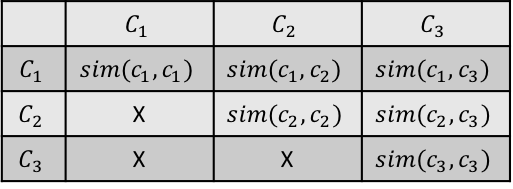 C₁ C₂ C₃
C₁ sim(c₁, c₁) sim(c₁, c₂) sim(c₁, c₃)
C₂ X sim(c₂, c₂) sim(c₂, c₃)
C₃ X X sim(c₃, c₃)